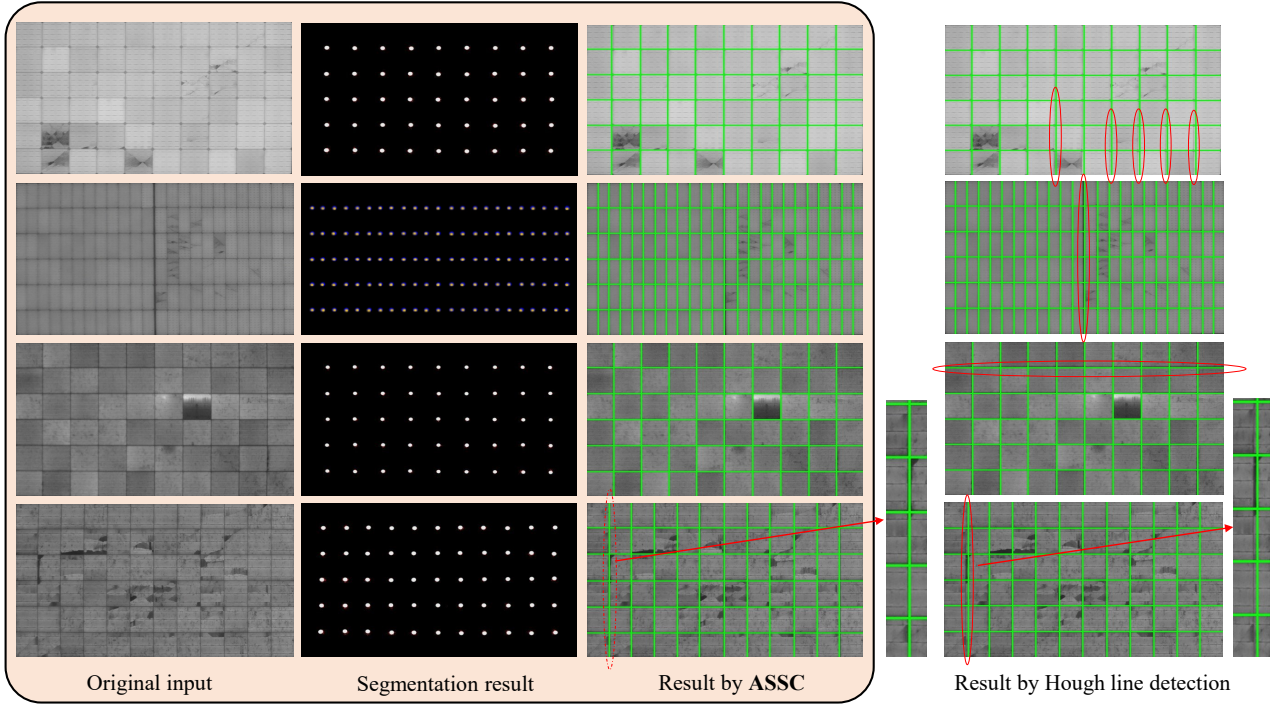 Original input
Segmentation result
Result by ASSC
Result by Hough line detection